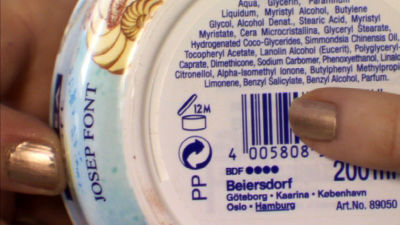 Aqua, Glycerin, Paraffinum
Liquidum, Myristyl Alcohol, Butylene
Glycol, Alcohol Denat., Stearic Acid, Myristyl
Myristate, Cera Microcristallina, Glyceryl Stearate,
Hydrogenated Coco-Glycerides, Simmondsia Chinensis Oil,
Tocopheryl Acetate, Lanolin Alcohol (Eucerit), Polyglyceryl-
Caprate, Dimethicone, Sodium Carbomer, Phenoxyethanol,
Citronellol, Alpha-Isomethyl Ionone, Butylphenyl Methylpropi
Limonene, Benzyl Salicylate, Benzyl Alcohol, Parfum.
JOSEP FONT
12M
4 005808
PP
BDF
200ml
Beiersdorf
Göteborg · Kaarina · København
Oslo · Hamburg
Art.No. 89050